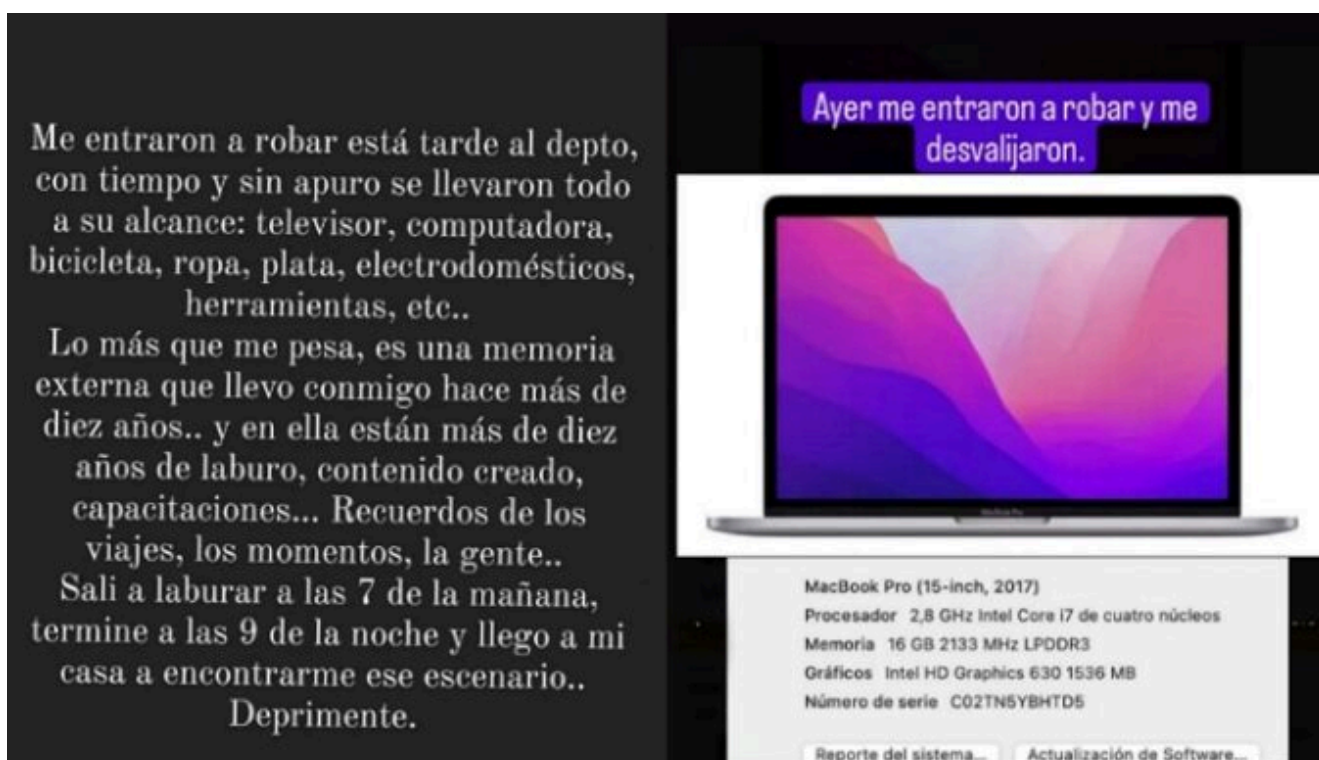 Me entraron a robar está tarde al depto,
con tiempo y sin apuro se llevaron todo
a su alcance: televisor, computadora,
bicicleta, ropa, plata, electrodomésticos,
herramientas, etc..
Lo más que me pesa, es una memoria
externa que llevo conmigo hace más de
diez años.. y en ella están más de diez
años de laburo, contenido creado,
capacitaciones... Recuerdos de los
viajes, los momentos, la gente..
Sali a laburar a las 7 de la mañana,
termine a las 9 de la noche y llego a mi
casa a encontrarme ese escenario..
Deprimente.
Ayer me entraron a robar y me
desvalijaron.
MacBook Pro
MacBook Pro (15-inch, 2017)
Procesador 2,8 GHz Intel Core i7 de cuatro núcleos
Memoria 16 GB 2133 MHz LPDDR3
Gráficos Intel HD Graphics 630 1536 MB
Número de serie C02TN5YBHTD5
Reporte del sistema... Actualización de Software...